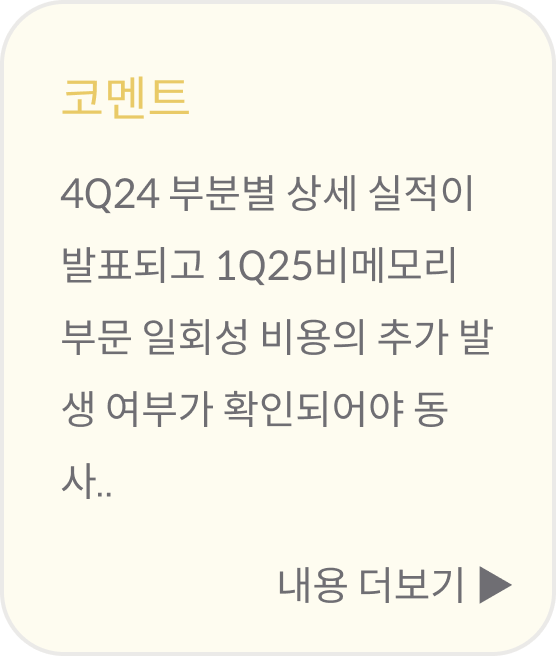 코멘트
4Q24 부분별 상세 실적이
발표되고 1Q25비메모리
부문 일회성 비용의 추가 발
생 여부가 확인되어야 동
사..
내용 더보기 ▶